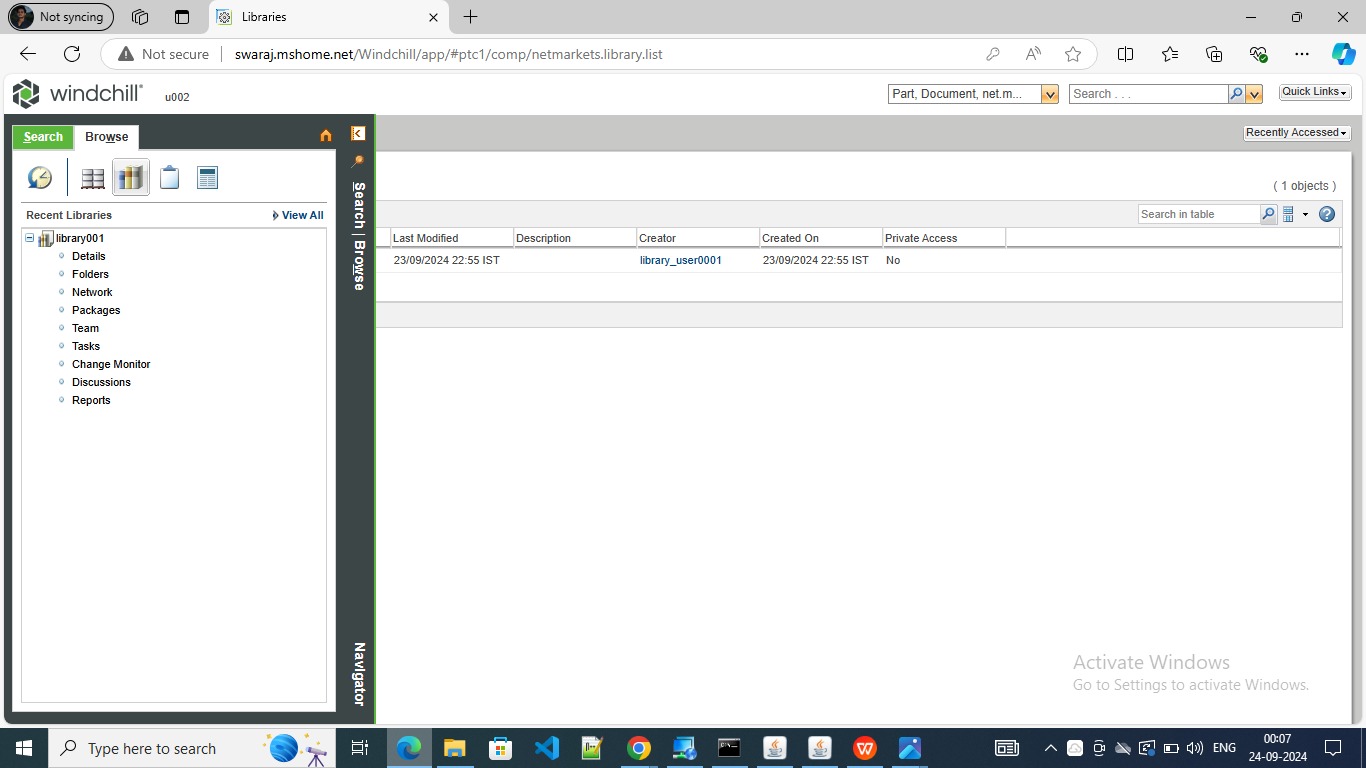 Not syncing
Libraries
Not secure
swaraj.mshome.net/Windchill/app/#ptc1/comp/netmarkets.library.list
windchill®
u002
Part, Document, net.m...
Search . . .
Quick Links
Search
Browse
Recently Accessed
( 1 objects )
Recent Libraries
View All
Search in table
library001
Details
Folders
Network
Packages
Team
Tasks
Change Monitor
Discussions
Reports
Search | Browse
Navigator
Last Modified
Description
Creator
Created On
Private Access
23/09/2024 22:55 IST
library_user0001
23/09/2024 22:55 IST
No
Activate Windows
Go to Settings to activate Windows.
Type here to search
ENG
00:07
24-09-2024